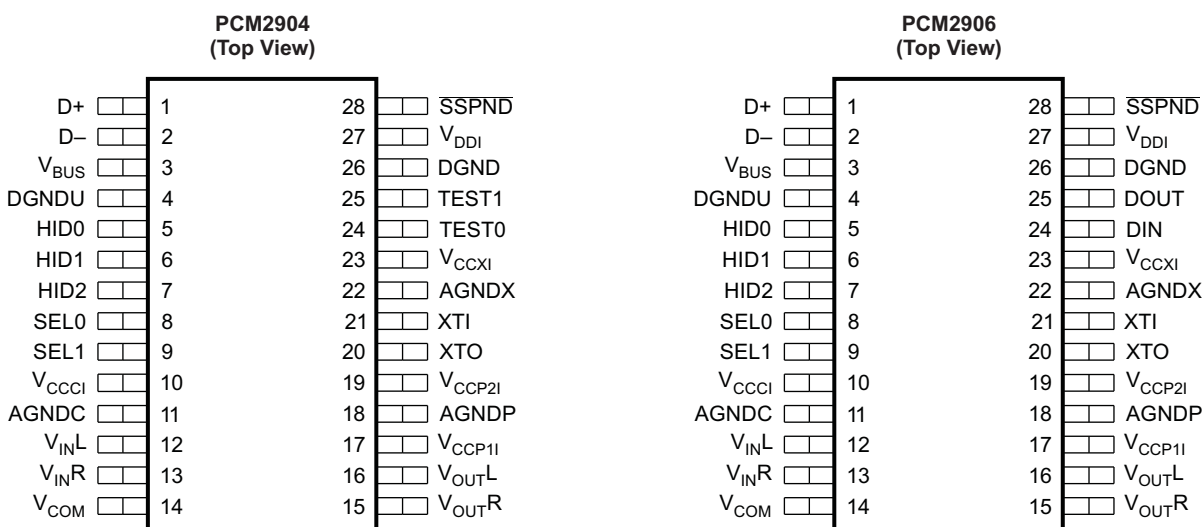 PCM2904
(Top View)
D+ 1 28 SSPND
D– 2 27 VDDI
VBUS 3 26 DGND
DGNDU 4 25 TEST1
HID0 5 24 TEST0
HID1 6 23 VCCXI
HID2 7 22 AGNDX
SEL0 8 21 XTI
SEL1 9 20 XTO
VCCCI 10 19 VCCP2I
AGNDC 11 18 AGNDP
VINL 12 17 VCCP1I
VINR 13 16 VOUTL
VCOM 14 15 VOUTR
PCM2906
(Top View)
D+ 1 28 SSPND
D– 2 27 VDDI
VBUS 3 26 DGND
DGNDU 4 25 DOUT
HID0 5 24 DIN
HID1 6 23 VCCXI
HID2 7 22 AGNDX
SEL0 8 21 XTI
SEL1 9 20 XTO
VCCCI 10 19 VCCP2I
AGNDC 11 18 AGNDP
VINL 12 17 VCCP1I
VINR 13 16 VOUTL
VCOM 14 15 VOUTR